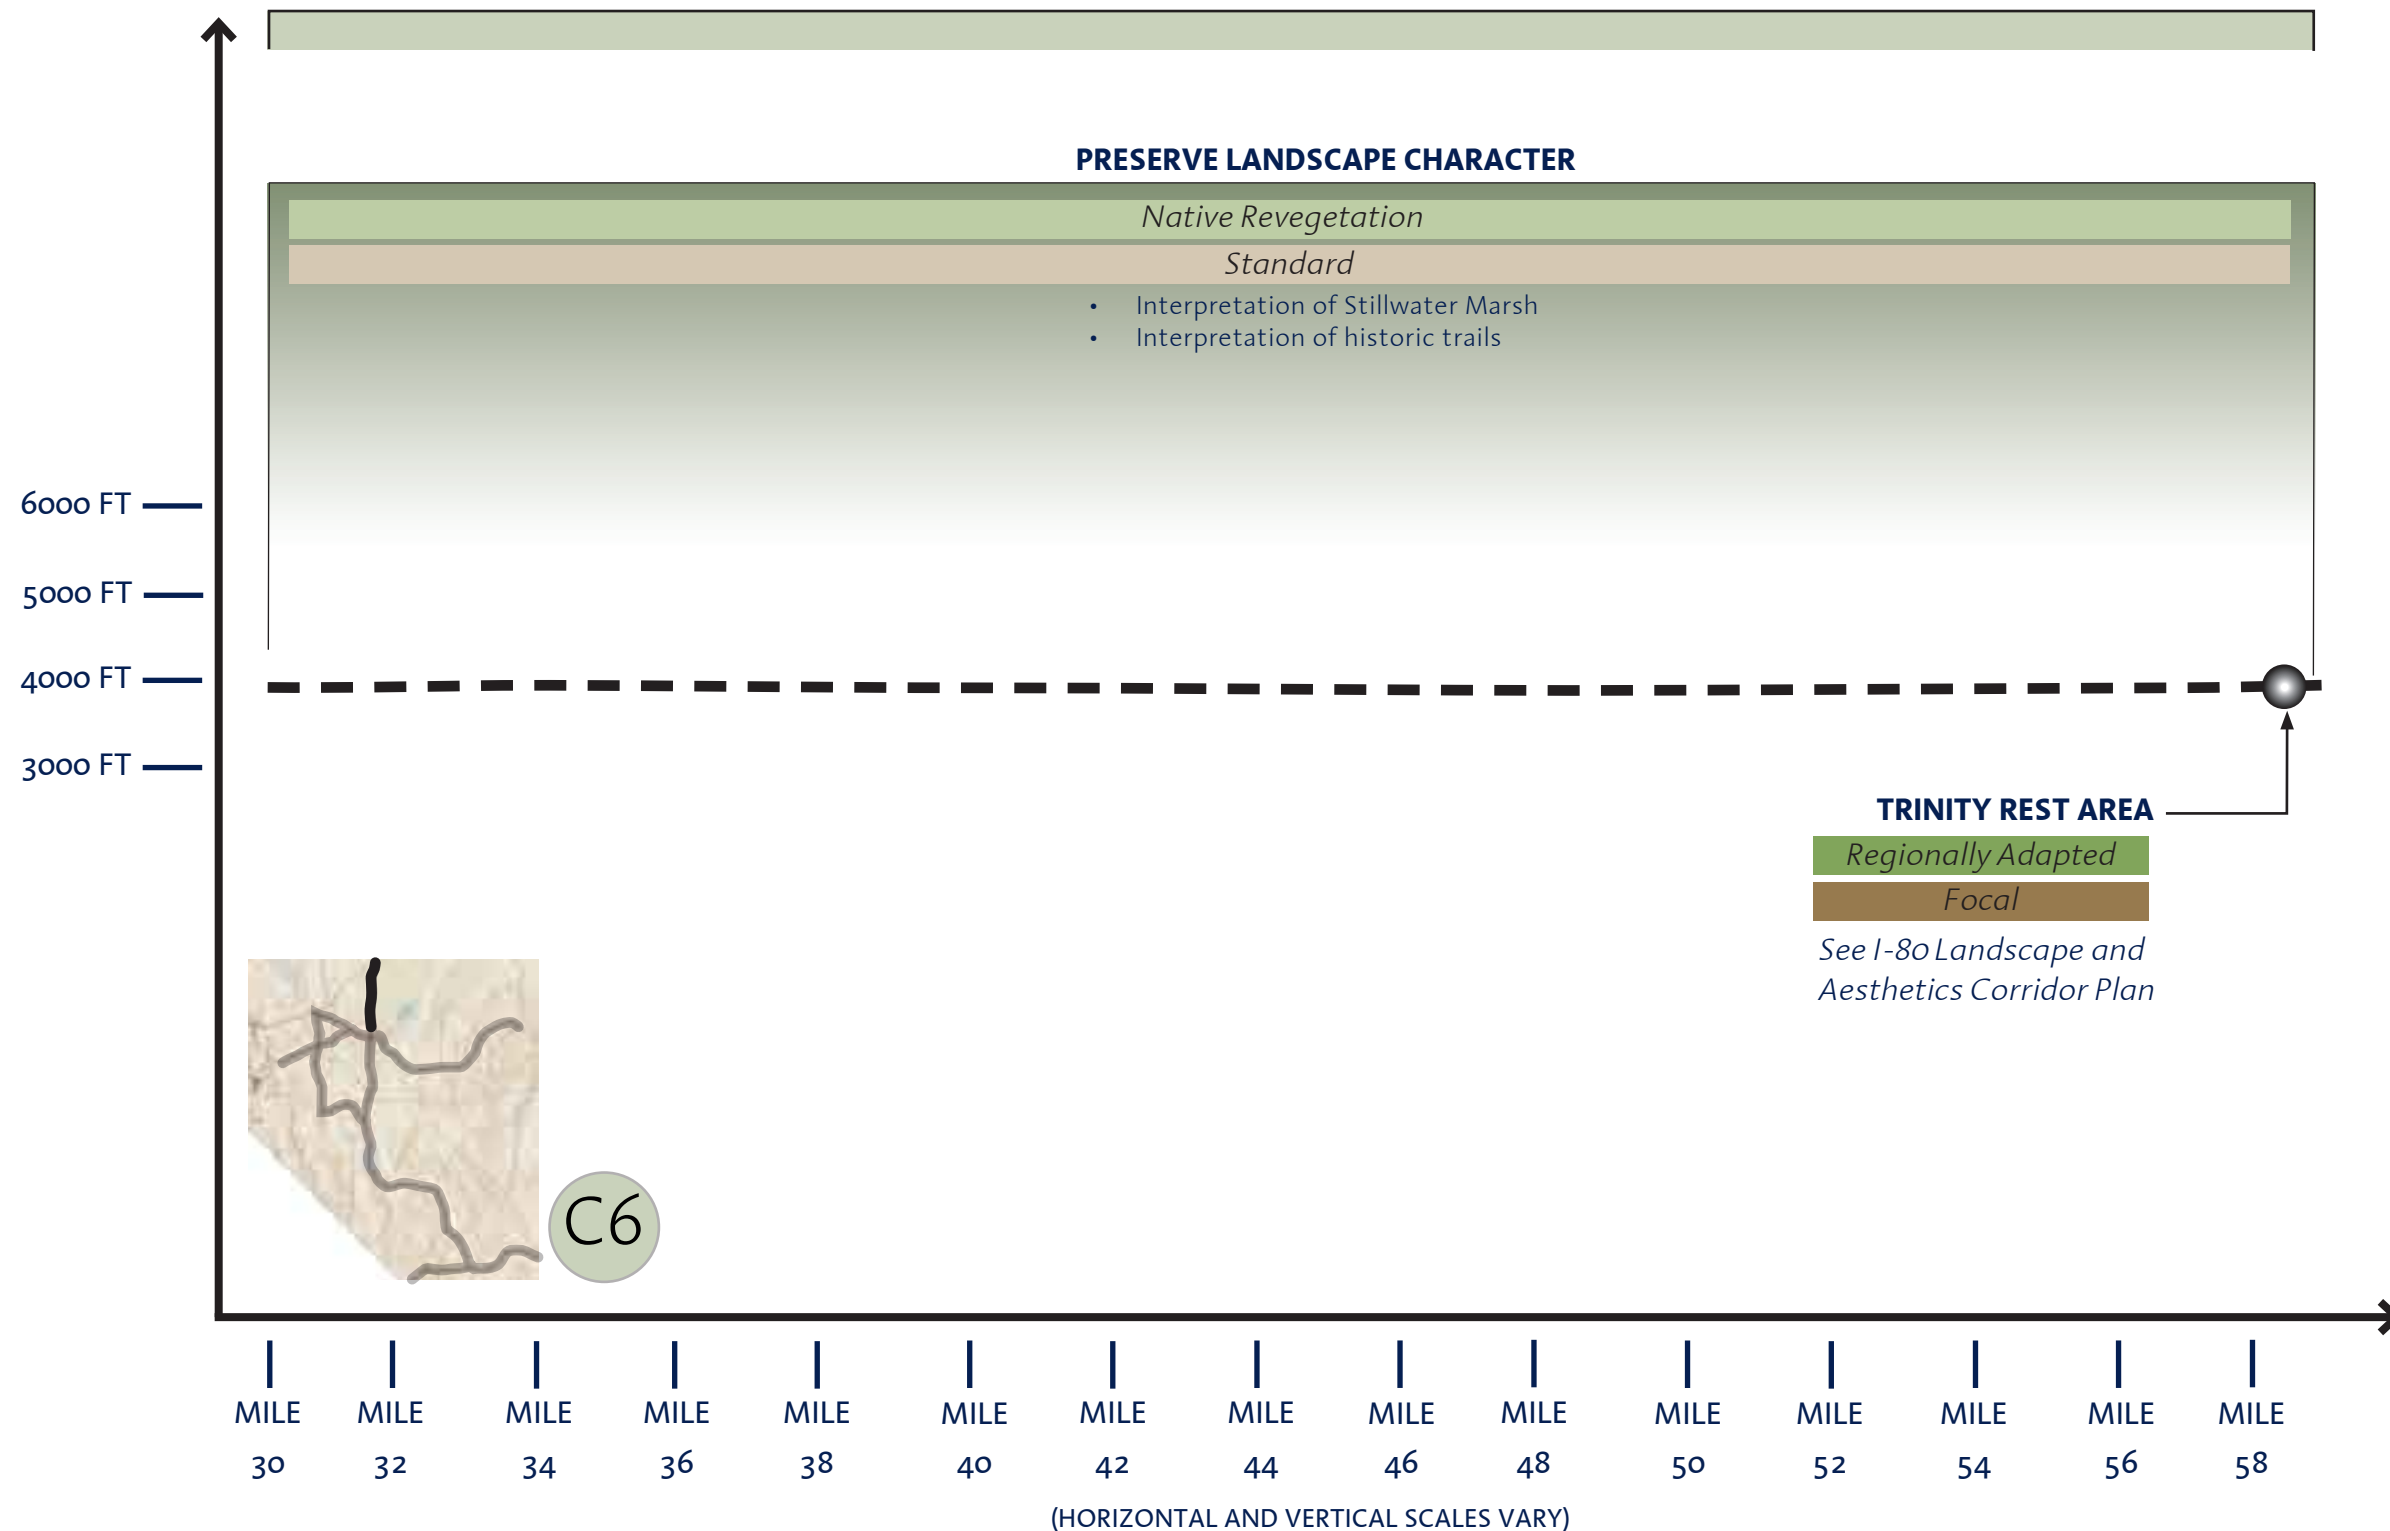 PRESERVE LANDSCAPE CHARACTER
Native Revegetation
Standard
• Interpretation of Stillwater Marsh
• Interpretation of historic trails
6000 FT
5000 FT
4000 FT
3000 FT
TRINITY REST AREA
Regionally Adapted
Focal
See I-80 Landscape and
Aesthetics Corridor Plan
C6
MILE MILE MILE MILE MILE MILE MILE MILE MILE MILE MILE MILE MILE MILE MILE
30 32 34 36 38 40 42 44 46 48 50 52 54 56 58
(HORIZONTAL AND VERTICAL SCALES VARY)